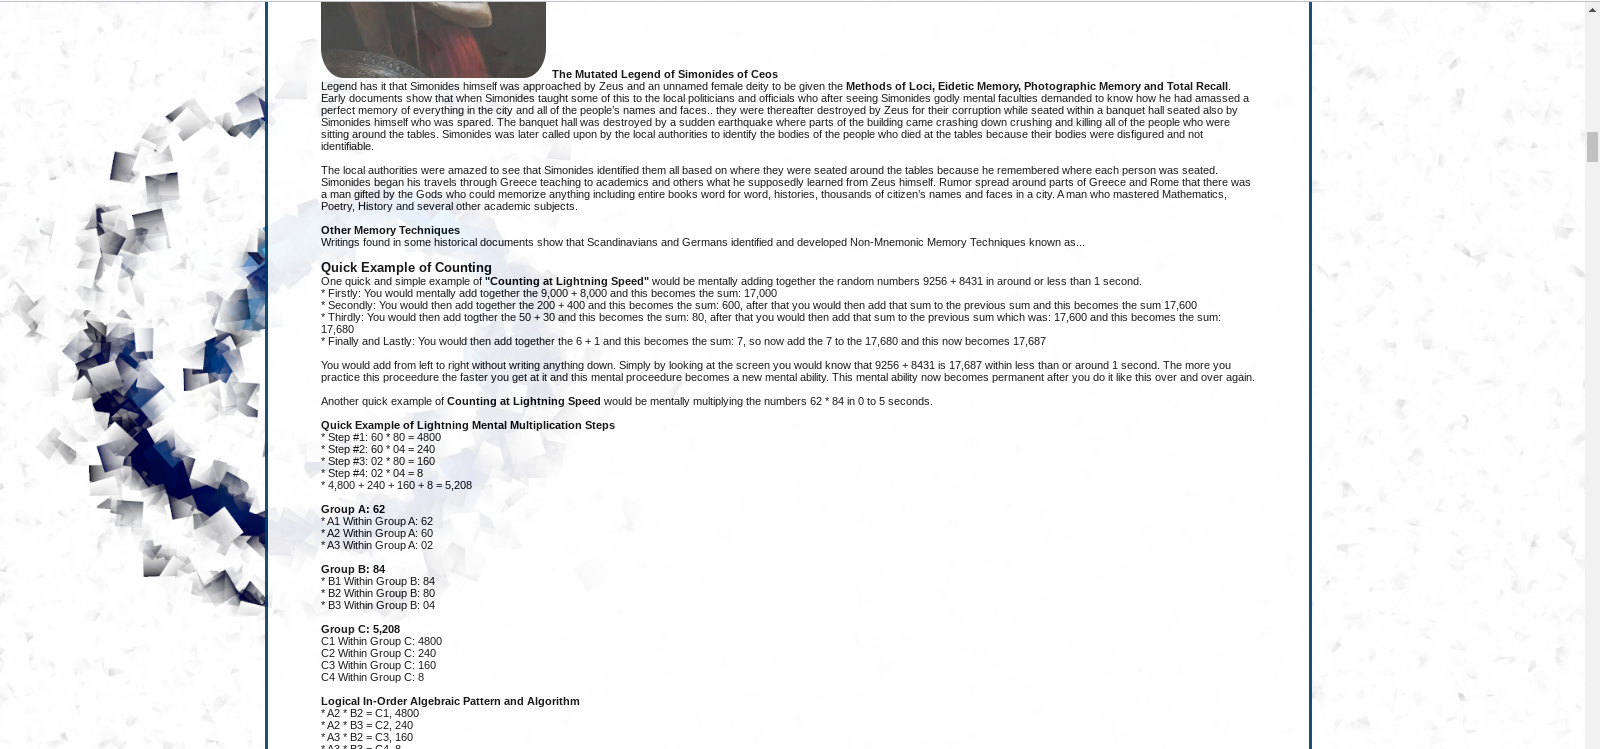 The Mutated Legend of Simonides of Ceos
Legend has it that Simonides himself was approached by Zeus and an unnamed female deity to be given the Methods of Loci, Eidetic Memory, Photographic Memory and Total Recall.
Early documents show that when Simonides taught some of this to the local politicians and officials who after seeing Simonides godly mental faculties demanded to know how he had amassed a
perfect memory of everything in the city and all of the people's names and faces.. they were thereafter destroyed by Zeus for their corruption while seated within a banquet hall seated also by
Simonides himself who was spared. The banquet hall was destroyed by a sudden earthquake where parts of the building came crashing down crushing and killing all of the people who were
sitting around the tables. Simonides was later called upon by the local authorities to identify the bodies of the people who died at the tables because their bodies were disfigured and not
identifiable.
The local authorities were amazed to see that Simonides identified them all based on where they were seated around the tables because he remembered where each person was seated.
Simonides began his travels through Greece teaching to academics and others what he supposedly learned from Zeus himself. Rumor spread around parts of Greece and Rome that there was
a man gifted by the Gods who could memorize anything including entire books word for word, histories, thousands of citizen's names and faces in a city. A man who mastered Mathematics,
Poetry, History and several other academic subjects.
Other Memory Techniques
Writings found in some historical documents show that Scandinavians and Germans identified and developed Non-Mnemonic Memory Techniques known as...
Quick Example of Counting
One quick and simple example of "Counting at Lightning Speed" would be mentally adding together the random numbers 9256 + 8431 in around or less than 1 second.
* Firstly: You would mentally add together the 9,000 + 8,000 and this becomes the sum: 17,000
* Secondly: You would then add together the 200 + 400 and this becomes the sum: 600, after that you would then add that sum to the previous sum and this becomes the sum 17,600
* Thirdly: You would then add togther the 50 + 30 and this becomes the sum: 80, after that you would then add that sum to the previous sum which was: 17,600 and this becomes the sum:
17,680
* Finally and Lastly: You would then add together the 6 + 1 and this becomes the sum: 7, so now add the 7 to the 17,680 and this now becomes 17,687
You would add from left to right without writing anything down. Simply by looking at the screen you would know that 9256 + 8431 is 17,687 within less than or around 1 second. The more you
practice this proceedure the faster you get at it and this mental proceedure becomes a new mental ability. This mental ability now becomes permanent after you do it like this over and over again.
Another quick example of Counting at Lightning Speed would be mentally multiplying the numbers 62 * 84 in 0 to 5 seconds.
Quick Example of Lightning Mental Multiplication Steps
* Step #1: 60 * 80 = 4800
* Step #2: 60 * 04 = 240
* Step #3: 02 * 80 = 160
* Step #4: 02 * 04 = 8
* 4,800 + 240 + 160 + 8 = 5,208
Group A: 62
* A1 Within Group A: 62
* A2 Within Group A: 60
* A3 Within Group A: 02
Group B: 84
* B1 Within Group B: 84
* B2 Within Group B: 80
* B3 Within Group B: 04
Group C: 5,208
C1 Within Group C: 4800
C2 Within Group C: 240
C3 Within Group C: 160
C4 Within Group C: 8
Logical In-Order Algebraic Pattern and Algorithm
* A2 * B2 = C1, 4800
* A2 * B3 = C2, 240
* A3 * B2 = C3, 160
* A3 * B3 = C4, 8